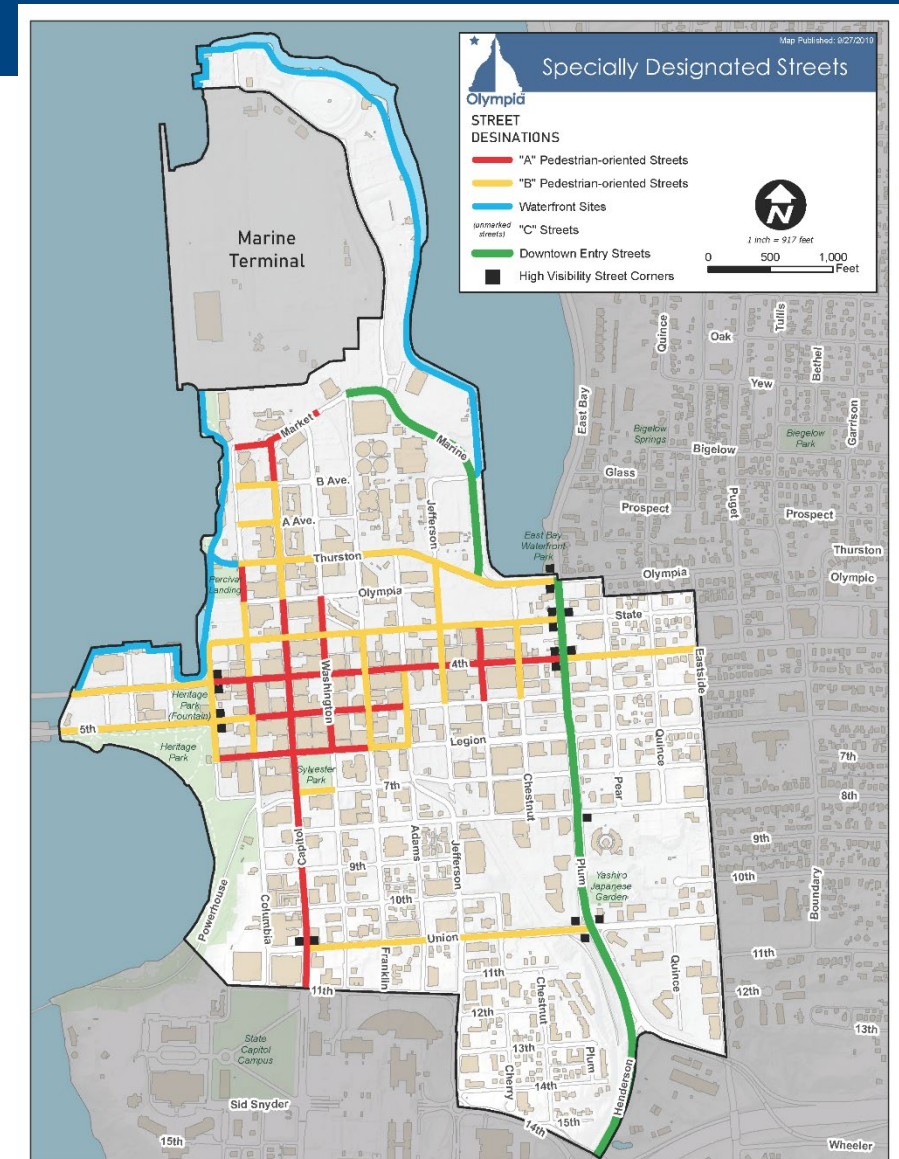 Map Published: 9/27/2019
Specially Designated Streets
Olympia
STREET
DESINATIONS
"A" Pedestrian-oriented Streets
"B" Pedestrian-oriented Streets
Waterfront Sites
(unmarked streets) "C" Streets
Downtown Entry Streets
High Visibility Street Corners
N
1 inch = 917 feet
0 500 1,000
Feet
Marine
Terminal
Quince
Oak
Tullis
Bethel
Yew
Garrison
East Bay
Bigelow
Springs
Biegelow
Park
Bigelow
Glass
Puget
Prospect
Prospect
Market
Marine
B Ave.
A Ave.
Jefferson
Thurston
East Bay
Waterfront
Park
Thurston
Olympia
Olympic
Percival
Landing
Olympia
State
Washington
4th
Eastside
Heritage
Park
(Fountain)
5th
Heritage
Park
Legion
Quince
7th
Sylvester
Park
7th
Chestnut
Pear
8th
Capitol
Adams
Jefferson
9th
9th
Plum
10th
Yashiro
Japanese
Garden
Boundary
Powerhouse
Columbia
10th
Union
Franklin
11th
11th
11th
Quince
12th
12th
Chestnut
13th
State
Capitol
Campus
13th
Plum
14th
Cherry
Henderson
Sid Snyder
15th
14th
15th
Wheeler